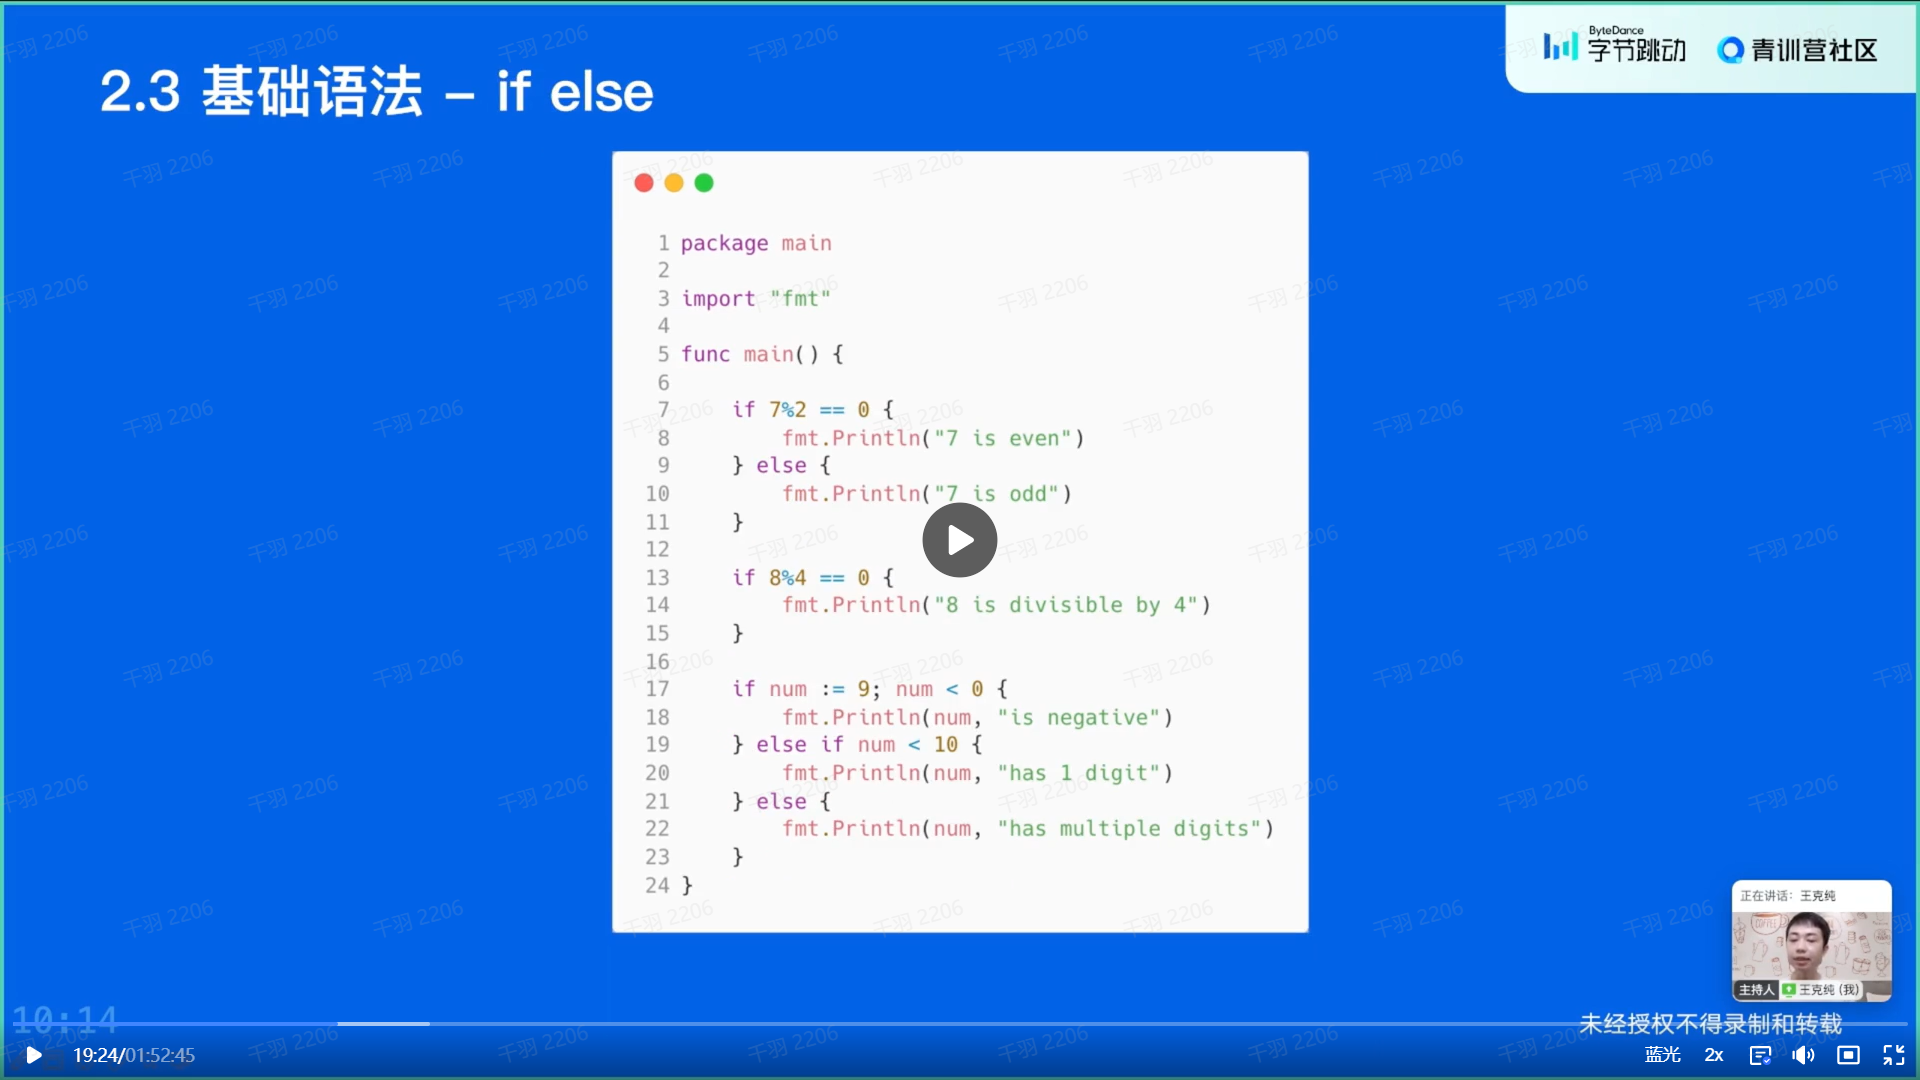 2.3 基础语法 – if else
ByteDance
字节跳动
青训营社区
1 package main
2
3 import "fmt"
4
5 func main() {
6
7 if 7%2 == 0 {
8 fmt.Println("7 is even")
9 } else {
10 fmt.Println("7 is odd")
11 }
12
13 if 8%4 == 0 {
14 fmt.Println("8 is divisible by 4")
15 }
16
17 if num := 9; num < 0 {
18 fmt.Println(num, "is negative")
19 } else if num < 10 {
20 fmt.Println(num, "has 1 digit")
21 } else {
22 fmt.Println(num, "has multiple digits")
23 }
24 }
千羽 2206
正在讲话: 王克纯
COFFEE
主持人 王克纯 (我)
10:14
未经授权不得录制和转载
19:24/01:52:45
蓝光 2x